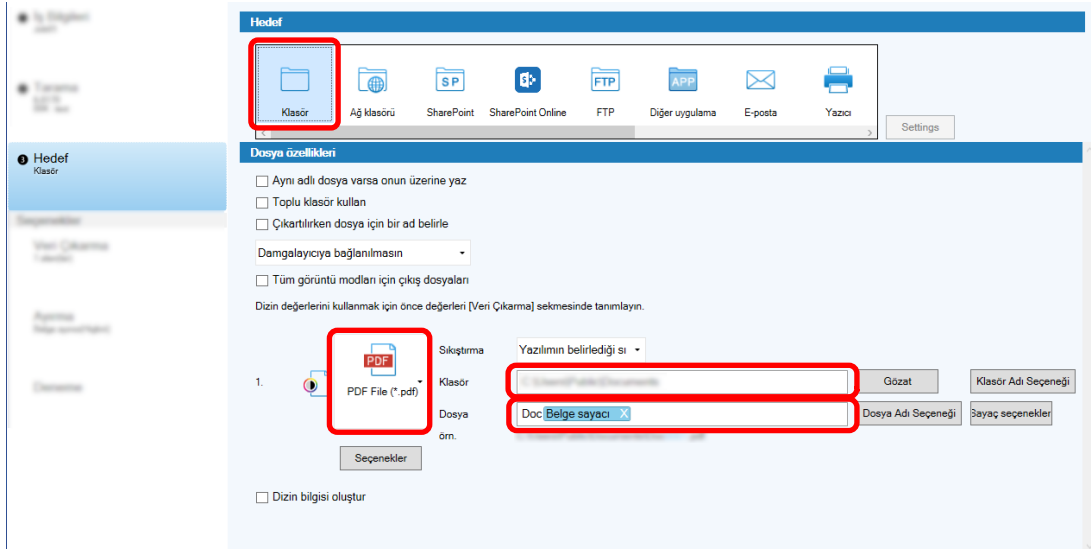 Hedef
Klasör
Ağ klasörü
SP
SharePoint
SharePoint Online
FTP
FTP
APP
Diğer uygulama
E-posta
Yazıcı
Settings
3 Hedef
Klasör
Dosya özellikleri
Aynı adlı dosya varsa onun üzerine yaz
Toplu klasör kullan
Çıkartılırken dosya için bir ad belirle
Damgalayıcıya bağlanılmasın
Tüm görüntü modları için çıkış dosyaları
Dizin değerlerini kullanmak için önce değerleri [Veri Çıkarma] sekmesinde tanımlayın.
1.
PDF
PDF File (*.pdf)
Seçenekler
Sıkıştırma Yazılımın belirlediği sı
Klasör Gözat Klasör Adı Seçeneği
Dosya Doc Belge sayacı X Dosya Adı Seçeneği Sayaç seçenekler
örn.
Dizin bilgisi oluştur